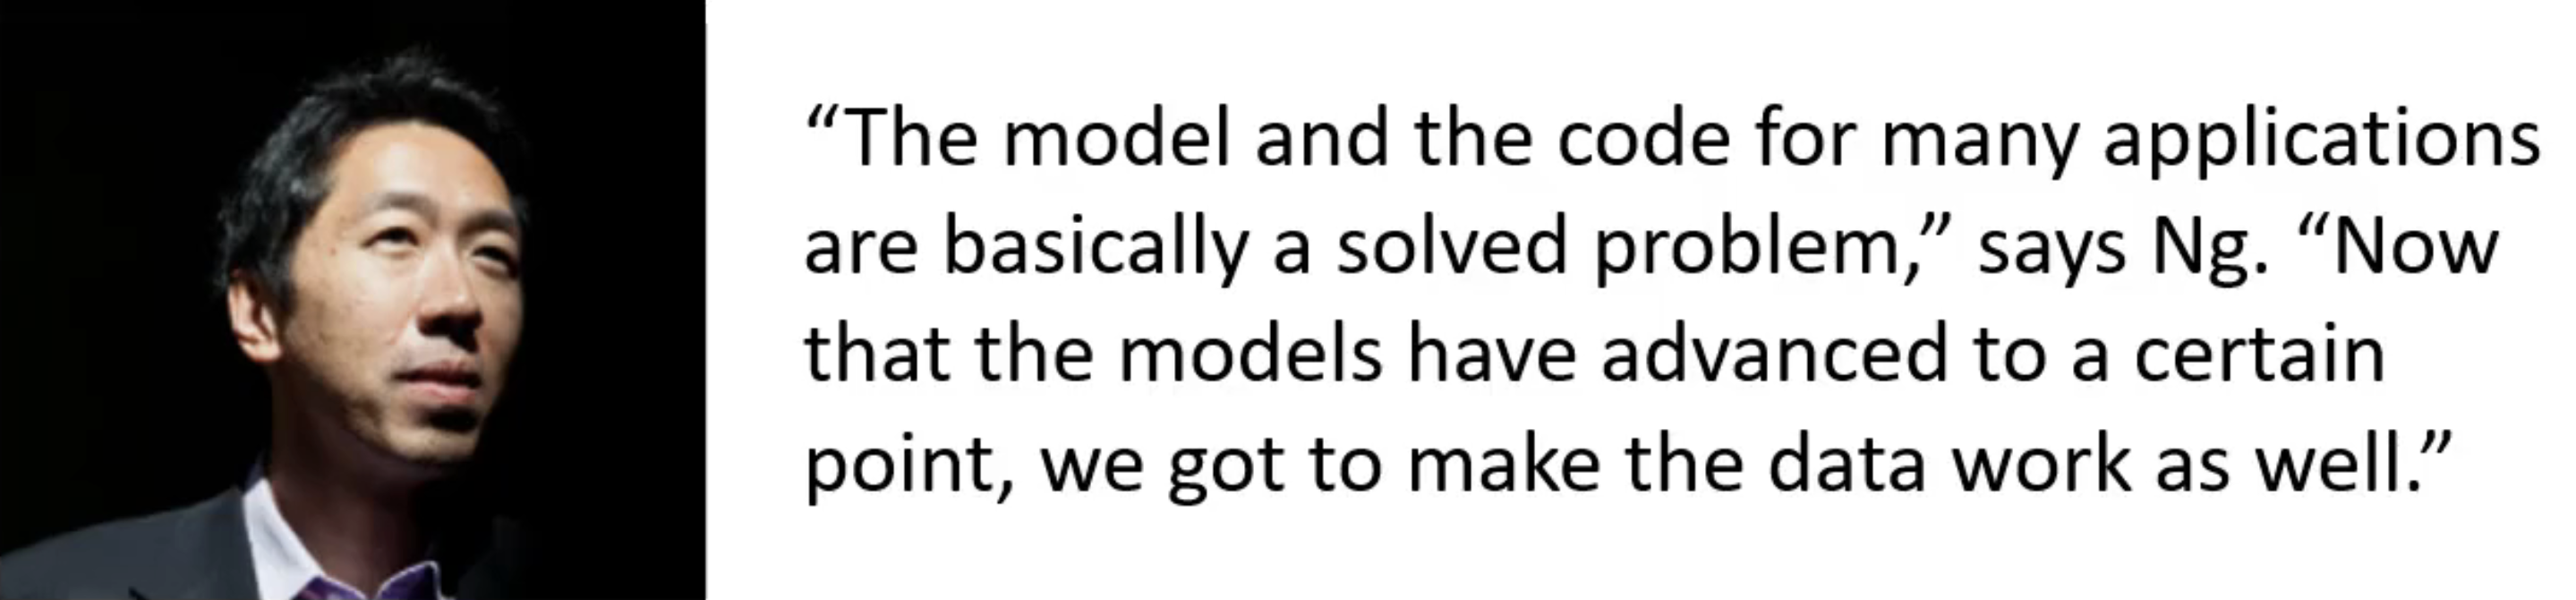 “The model and the code for many applications
are basically a solved problem,” says Ng. “Now
that the models have advanced to a certain
point, we got to make the data work as well.”